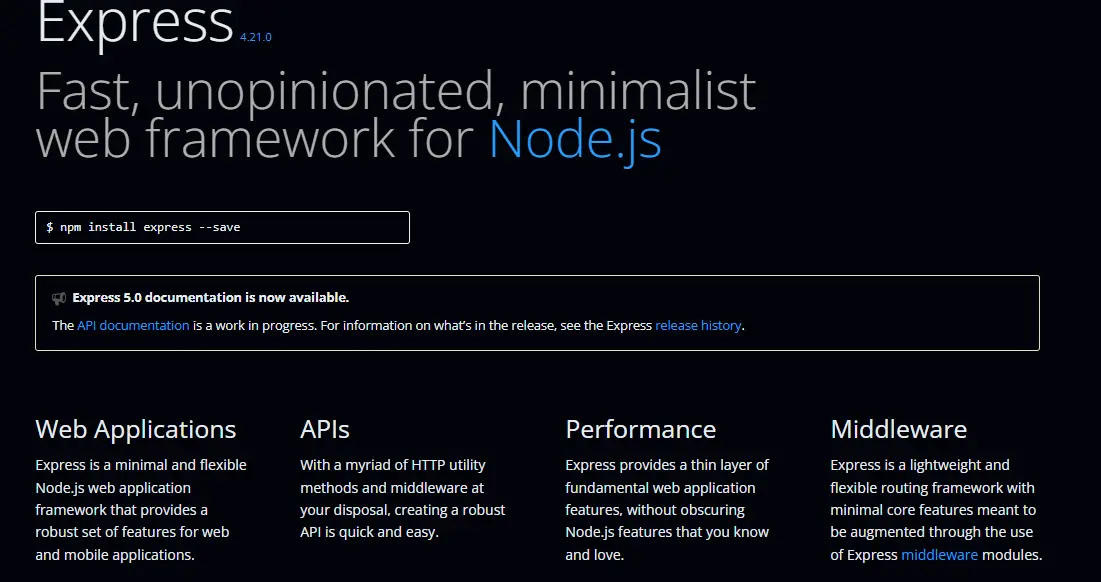 Express 4.21.0
Fast, unopinionated, minimalist
web framework for Node.js
$ npm install express --save
Express 5.0 documentation is now available.
The API documentation is a work in progress. For information on what’s in the release, see the Express release history.
Web Applications
Express is a minimal and flexible
Node.js web application
framework that provides a
robust set of features for web
and mobile applications.
APIs
With a myriad of HTTP utility
methods and middleware at
your disposal, creating a robust
API is quick and easy.
Performance
Express provides a thin layer of
fundamental web application
features, without obscuring
Node.js features that you know
and love.
Middleware
Express is a lightweight and
flexible routing framework with
minimal core features meant to
be augmented through the use
of Express middleware modules.